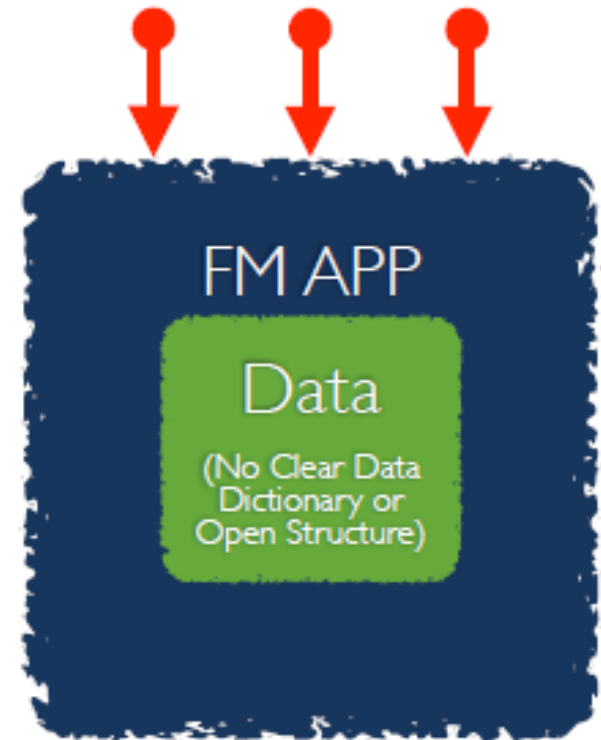 FM APP
Data
(No Clear Data
Dictionary or
Open Structure)